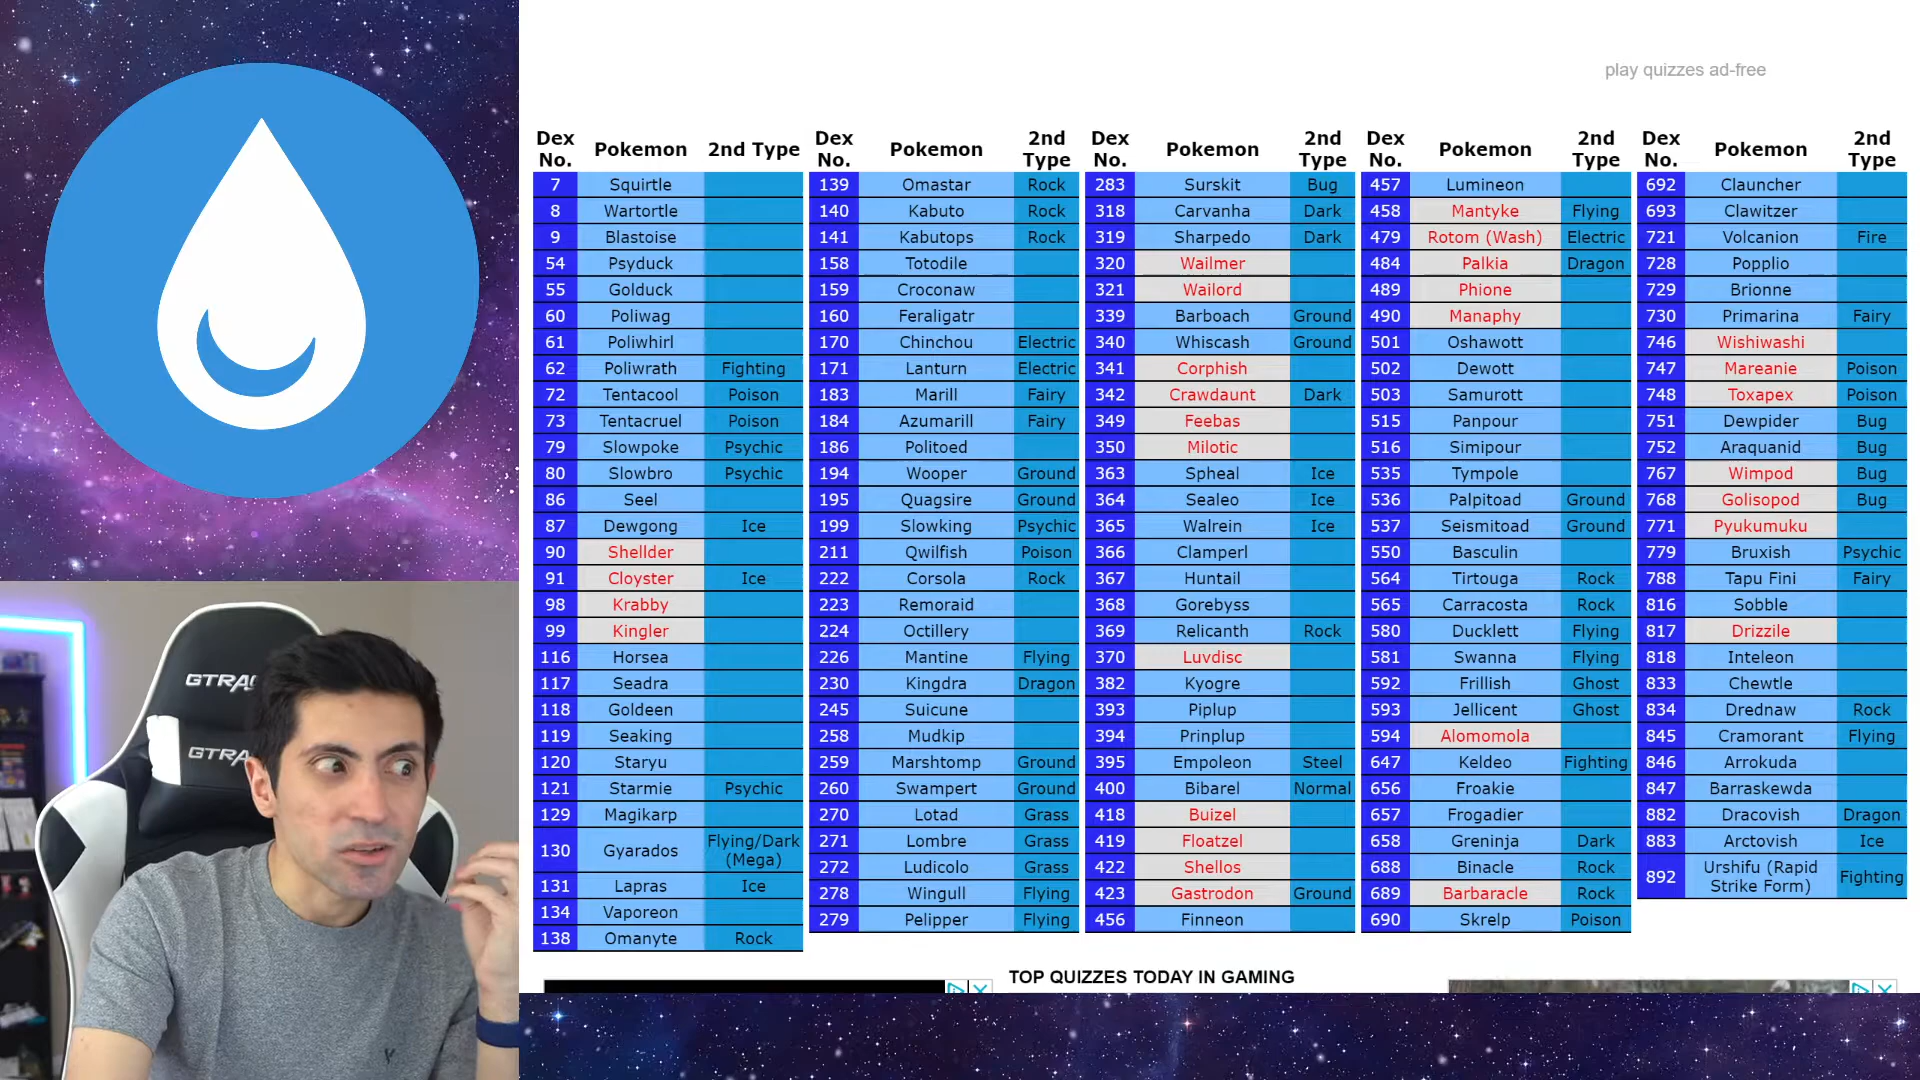 play quizzes ad-free
Dex No. Pokemon 2nd Type
7 Squirtle
8 Wartortle
9 Blastoise
54 Psyduck
55 Golduck
60 Poliwag
61 Poliwhirl
62 Poliwrath Fighting
72 Tentacool Poison
73 Tentacruel Poison
79 Slowpoke Psychic
80 Slowbro Psychic
86 Seel
87 Dewgong Ice
90 Shellder
91 Cloyster Ice
98 Krabby
99 Kingler
116 Horsea
117 Seadra
118 Goldeen
119 Seaking
120 Staryu
121 Starmie Psychic
129 Magikarp
130 Gyarados Flying/Dark (Mega)
131 Lapras Ice
134 Vaporeon
138 Omanyte Rock
Dex No. Pokemon 2nd Type
139 Omastar Rock
140 Kabuto Rock
141 Kabutops Rock
158 Totodile
159 Croconaw
160 Feraligatr
170 Chinchou Electric
171 Lanturn Electric
183 Marill Fairy
184 Azumarill Fairy
186 Politoed
194 Wooper Ground
195 Quagsire Ground
199 Slowking Psychic
211 Qwilfish Poison
222 Corsola Rock
223 Remoraid
224 Octillery
226 Mantine Flying
230 Kingdra Dragon
245 Suicune
258 Mudkip
259 Marshtomp Ground
260 Swampert Ground
270 Lotad Grass
271 Lombre Grass
272 Ludicolo Grass
278 Wingull Flying
279 Pelipper Flying
Dex No. Pokemon 2nd Type
283 Surskit Bug
318 Carvanha Dark
319 Sharpedo Dark
320 Wailmer
321 Wailord
339 Barboach Ground
340 Whiscash Ground
341 Corphish
342 Crawdaunt Dark
349 Feebas
350 Milotic
363 Spheal Ice
364 Sealeo Ice
365 Walrein Ice
366 Clamperl
367 Huntail
368 Gorebyss
369 Relicanth Rock
370 Luvdisc
382 Kyogre
393 Piplup
394 Prinplup
395 Empoleon Steel
400 Bibarel Normal
418 Buizel
419 Floatzel
422 Shellos
423 Gastrodon Ground
456 Finneon
Dex No. Pokemon 2nd Type
457 Lumineon
458 Mantyke Flying
479 Rotom (Wash) Electric
484 Palkia Dragon
489 Phione
490 Manaphy
501 Oshawott
502 Dewott
503 Samurott
515 Panpour
516 Simipour
535 Tympole
536 Palpitoad Ground
537 Seismitoad Ground
550 Basculin
564 Tirtouga Rock
565 Carracosta Rock
580 Ducklett Flying
581 Swanna Flying
592 Frillish Ghost
593 Jellicent Ghost
594 Alomomola
647 Keldeo Fighting
656 Froakie
657 Frogadier
658 Greninja Dark
688 Binacle Rock
689 Barbaracle Rock
690 Skrelp Poison
Dex No. Pokemon 2nd Type
692 Clauncher
693 Clawitzer
721 Volcanion Fire
728 Popplio
729 Brionne
730 Primarina Fairy
746 Wishiwashi
747 Mareanie Poison
748 Toxapex Poison
751 Dewpider Bug
752 Araquanid Bug
767 Wimpod Bug
768 Golisopod Bug
771 Pyukumuku
779 Bruxish Psychic
788 Tapu Fini Fairy
816 Sobble
817 Drizzile
818 Inteleon
833 Chewtle
834 Drednaw Rock
845 Cramorant Flying
846 Arrokuda
847 Barraskewda
882 Dracovish Dragon
883 Arctovish Ice
892 Urshifu (Rapid Strike Form) Fighting
TOP QUIZZES TODAY IN GAMING